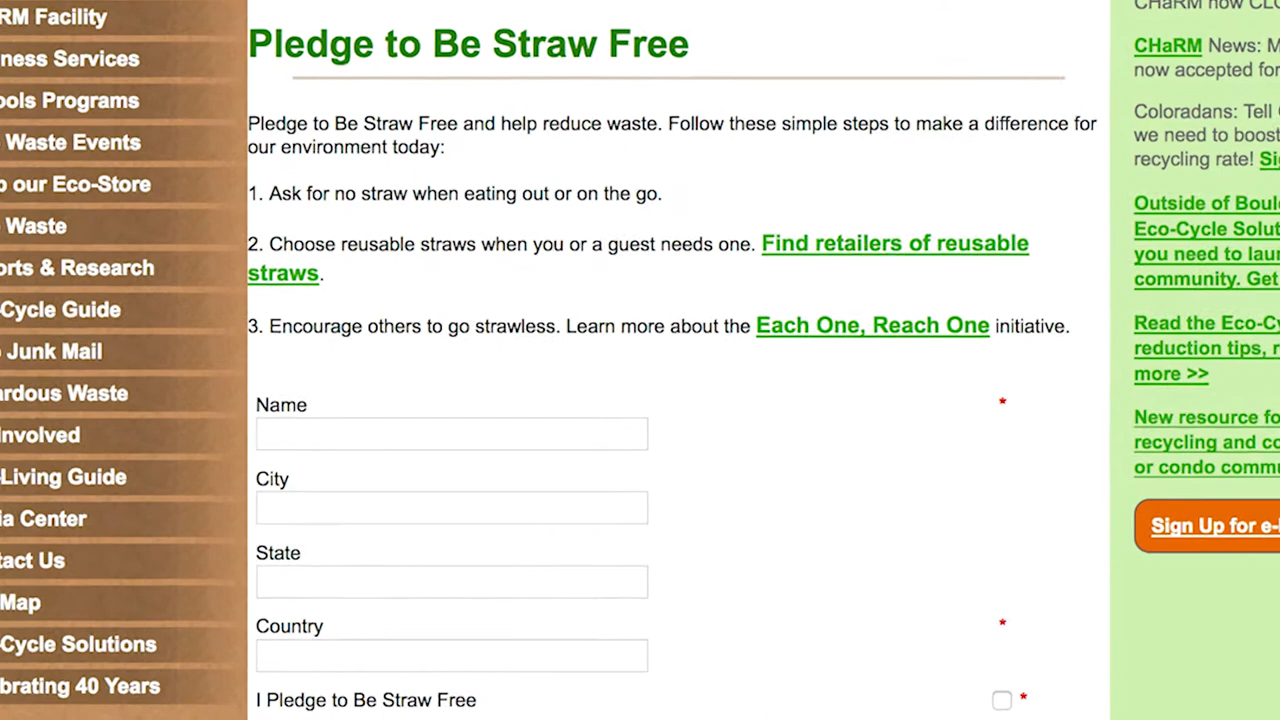 RM Facility
ness Services
ools Programs
Waste Events
p our Eco-Store
Waste
orts & Research
Cycle Guide
Junk Mail
ardous Waste
Involved
-Living Guide
ia Center
tact Us
Map
-Cycle Solutions
brating 40 Years
Pledge to Be Straw Free
Pledge to Be Straw Free and help reduce waste. Follow these simple steps to make a difference for
our environment today:
1. Ask for no straw when eating out or on the go.
2. Choose reusable straws when you or a guest needs one. Find retailers of reusable
straws.
3. Encourage others to go strawless. Learn more about the Each One, Reach One initiative.
Name *
City
State
Country *
I Pledge to Be Straw Free *
CHaRM now CLO
CHaRM News: M
now accepted for
Coloradans: Tell
we need to boost
recycling rate! Si
Outside of Boul
Eco-Cycle Solut
you need to lau
community. Get
Read the Eco-Cy
reduction tips, r
more >>
New resource fo
recycling and co
or condo commu
Sign Up for e-